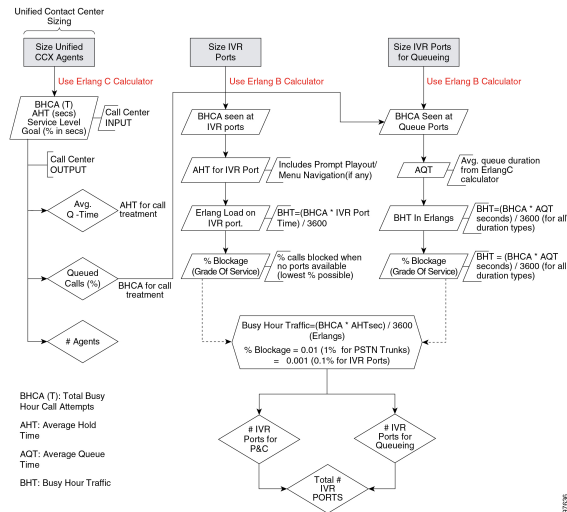 Unified Contact Center
Sizing
Size Unified
CCX Agents
Size IVR
Ports
Size IVR Ports
for Queueing
Use Erlang C Calculator
Use Erlang B Calculator
Use Erlang B Calculator
BHCA (T)
AHT (secs)
Service Level
Goal (% in secs)
Call Center
INPUT
BHCA seen at
IVR ports
BHCA Seen at
Queue Ports
Call Center
OUTPUT
AHT for IVR Port
Includes Prompt Playout/
Menu Navigation(if any)
AQT
Avg. queue duration
from ErlangC
calculator
Avg.
Q -Time
AHT for call
treatment
Erlang Load on
IVR port.
BHT=(BHCA * IVR Port
Time) / 3600
BHT In Erlangs
BHT=(BHCA * AQT
seconds) / 3600 (for all
duration types)
Queued
Calls (%)
BHCA for call
treatment
% Blockage
(Grade Of Service)
% calls blocked when
no ports available
(lowest % possible)
% Blockage
(Grade Of Service)
BHT = (BHCA * AQT
seconds) / 3600 (for all
duration types)
# Agents
Busy Hour Traffic=(BHCA * AHTsec) / 3600
(Erlangs)
% Blockage = 0.01 (1% for PSTN Trunks)
= 0.001 (0.1% for IVR Ports)
BHCA (T): Total Busy
Hour Call Attempts
AHT: Average Hold
Time
AQT: Average Queue
Time
BHT: Busy Hour Traffic
# IVR
Ports for
P&C
# IVR
Ports for
Queueing
Total #
IVR
PORTS